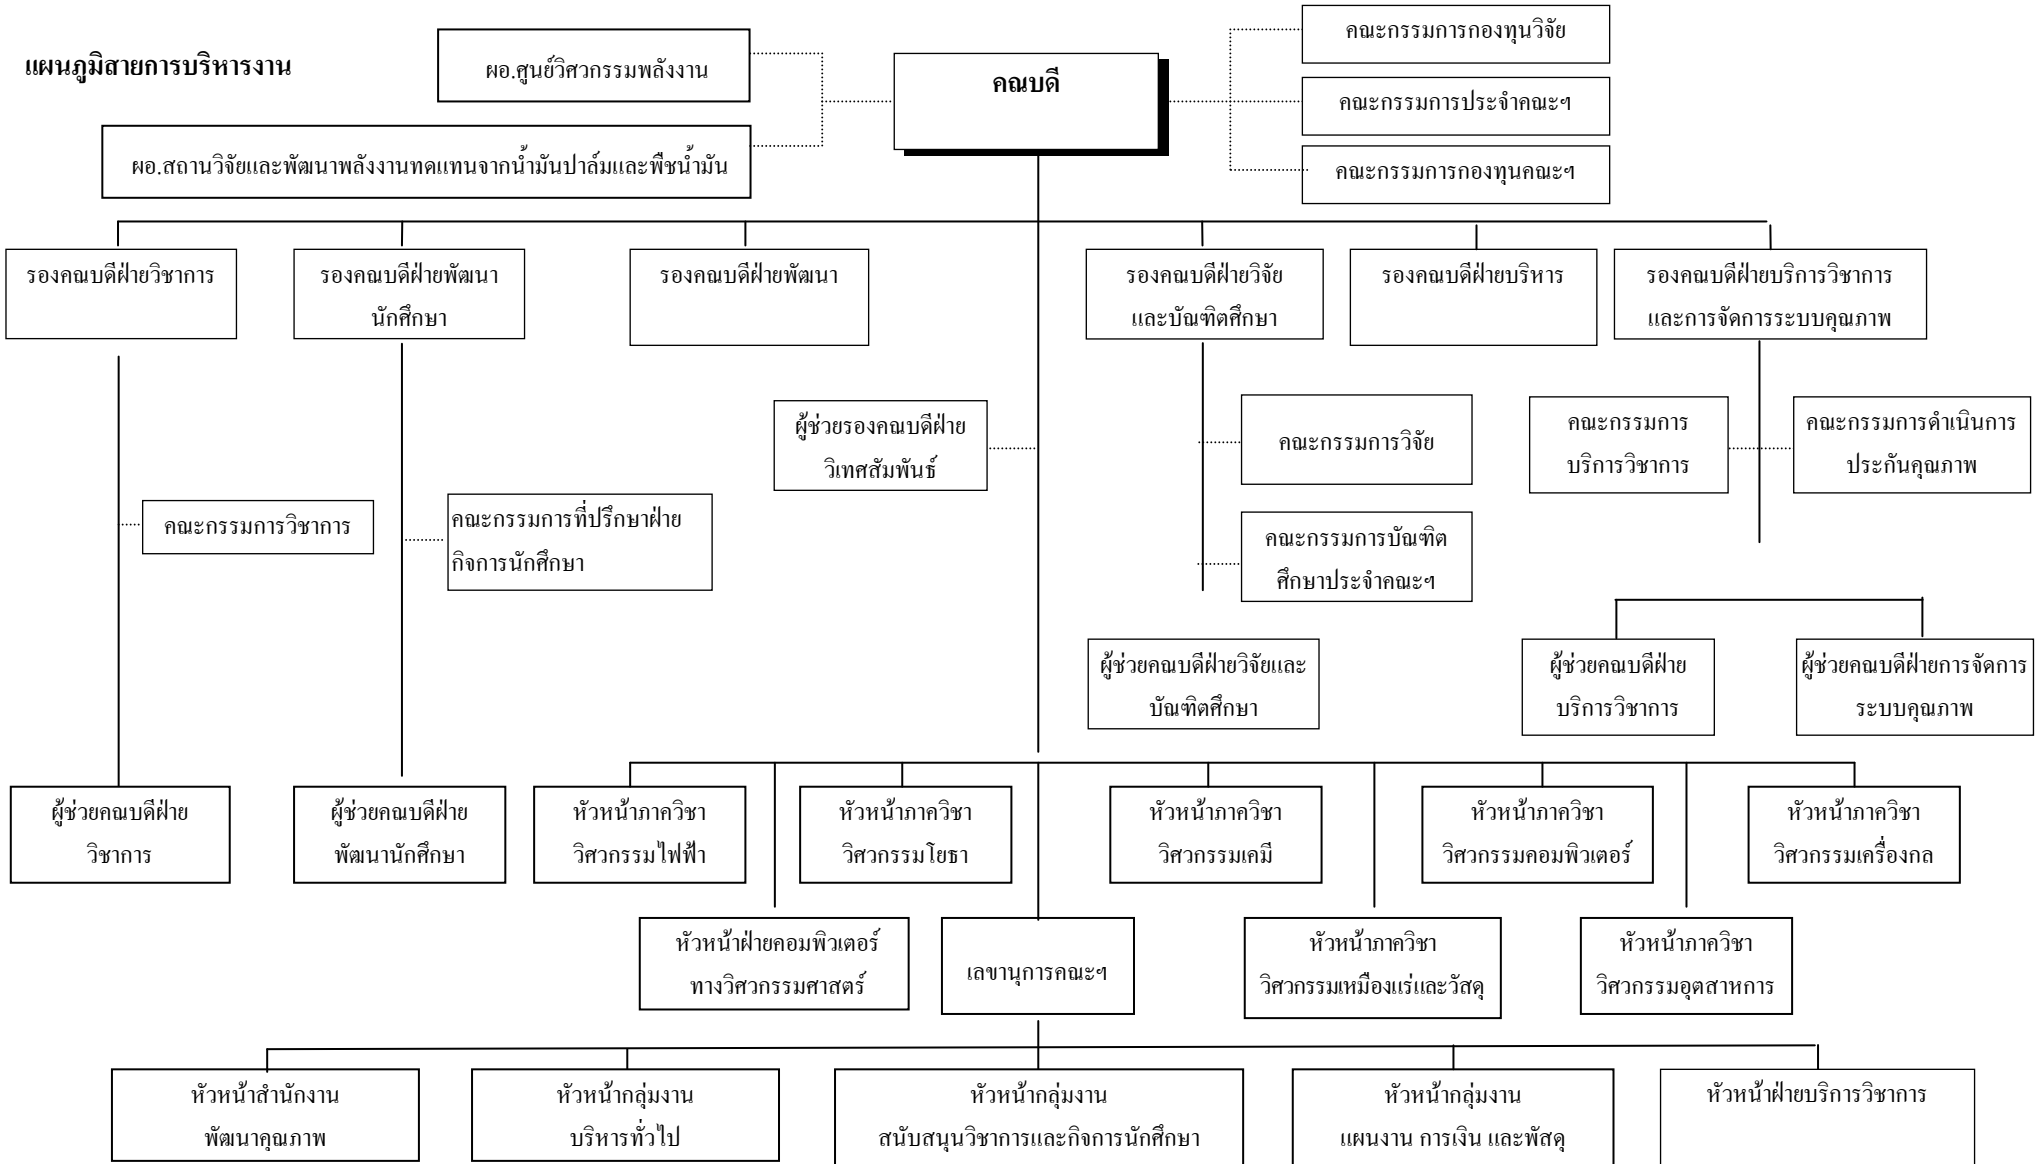 แผนภูมิสายการบริหารงาน
ผอ.ศูนย์วิศวกรรมพลังงาน
คณบดี
คณะกรรมการกองทุนวิจัย
คณะกรรมการประจำคณะฯ
ผอ.สถานวิจัยและพัฒนาพลังงานทดแทนจากน้ำมันปาล์มและพืชน้ำมัน
คณะกรรมการกองทุนคณะฯ
รองคณบดีฝ่ายวิชาการ
รองคณบดีฝ่ายพัฒนา
นักศึกษา
รองคณบดีฝ่ายพัฒนา
รองคณบดีฝ่ายวิจัย
และบัณฑิตศึกษา
รองคณบดีฝ่ายบริหาร
รองคณบดีฝ่ายบริการวิชาการ
และการจัดการระบบคุณภาพ
ผู้ช่วยรองคณบดีฝ่าย
วิเทศสัมพันธ์
คณะกรรมการวิจัย
คณะกรรมการ
บริการวิชาการ
คณะกรรมการดำเนินการ
ประกันคุณภาพ
คณะกรรมการวิชาการ
คณะกรรมการที่ปรึกษาฝ่าย
กิจการนักศึกษา
คณะกรรมการบัณฑิต
ศึกษาประจำคณะฯ
ผู้ช่วยคณบดีฝ่ายวิจัยและ
บัณฑิตศึกษา
ผู้ช่วยคณบดีฝ่าย
บริการวิชาการ
ผู้ช่วยคณบดีฝ่ายการจัดการ
ระบบคุณภาพ
ผู้ช่วยคณบดีฝ่าย
วิชาการ
ผู้ช่วยคณบดีฝ่าย
พัฒนานักศึกษา
หัวหน้าภาควิชา
วิศวกรรมไฟฟ้า
หัวหน้าภาควิชา
วิศวกรรมโยธา
หัวหน้าภาควิชา
วิศวกรรมเคมี
หัวหน้าภาควิชา
วิศวกรรมคอมพิวเตอร์
หัวหน้าภาควิชา
วิศวกรรมเครื่องกล
หัวหน้าฝ่ายคอมพิวเตอร์
ทางวิศวกรรมศาสตร์
เลขานุการคณะฯ
หัวหน้าภาควิชา
วิศวกรรมเหมืองแร่และวัสดุ
หัวหน้าภาควิชา
วิศวกรรมอุตสาหการ
หัวหน้าสำนักงาน
พัฒนาคุณภาพ
หัวหน้ากลุ่มงาน
บริหารทั่วไป
หัวหน้ากลุ่มงาน
สนับสนุนวิชาการและกิจการนักศึกษา
หัวหน้ากลุ่มงาน
แผนงาน การเงิน และพัสดุ
หัวหน้าฝ่ายบริการวิชาการ